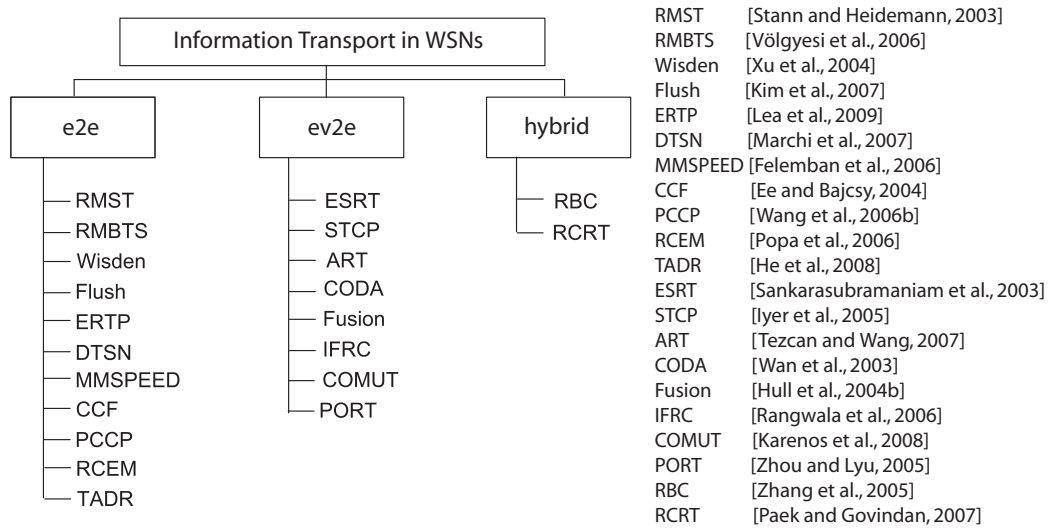 Information Transport in WSNs
e2e
ev2e
hybrid
RMST
RMBTS
Wisden
Flush
ERTP
DTSN
MMSPEED
CCF
PCCP
RCEM
TADR
ESRT
STCP
ART
CODA
Fusion
IFRC
COMUT
PORT
RBC
RCRT
RMST [Stann and Heidemann, 2003]
RMBTS [Völgyesi et al., 2006]
Wisden [Xu et al., 2004]
Flush [Kim et al., 2007]
ERTP [Lea et al., 2009]
DTSN [Marchi et al., 2007]
MMSPEED [Felemban et al., 2006]
CCF [Ee and Bajcsy, 2004]
PCCP [Wang et al., 2006b]
RCEM [Popa et al., 2006]
TADR [He et al., 2008]
ESRT [Sankarasubramaniam et al., 2003]
STCP [Iyer et al., 2005]
ART [Tezcan and Wang, 2007]
CODA [Wan et al., 2003]
Fusion [Hull et al., 2004b]
IFRC [Rangwala et al., 2006]
COMUT [Karenos et al., 2008]
PORT [Zhou and Lyu, 2005]
RBC [Zhang et al., 2005]
RCRT [Paek and Govindan, 2007]